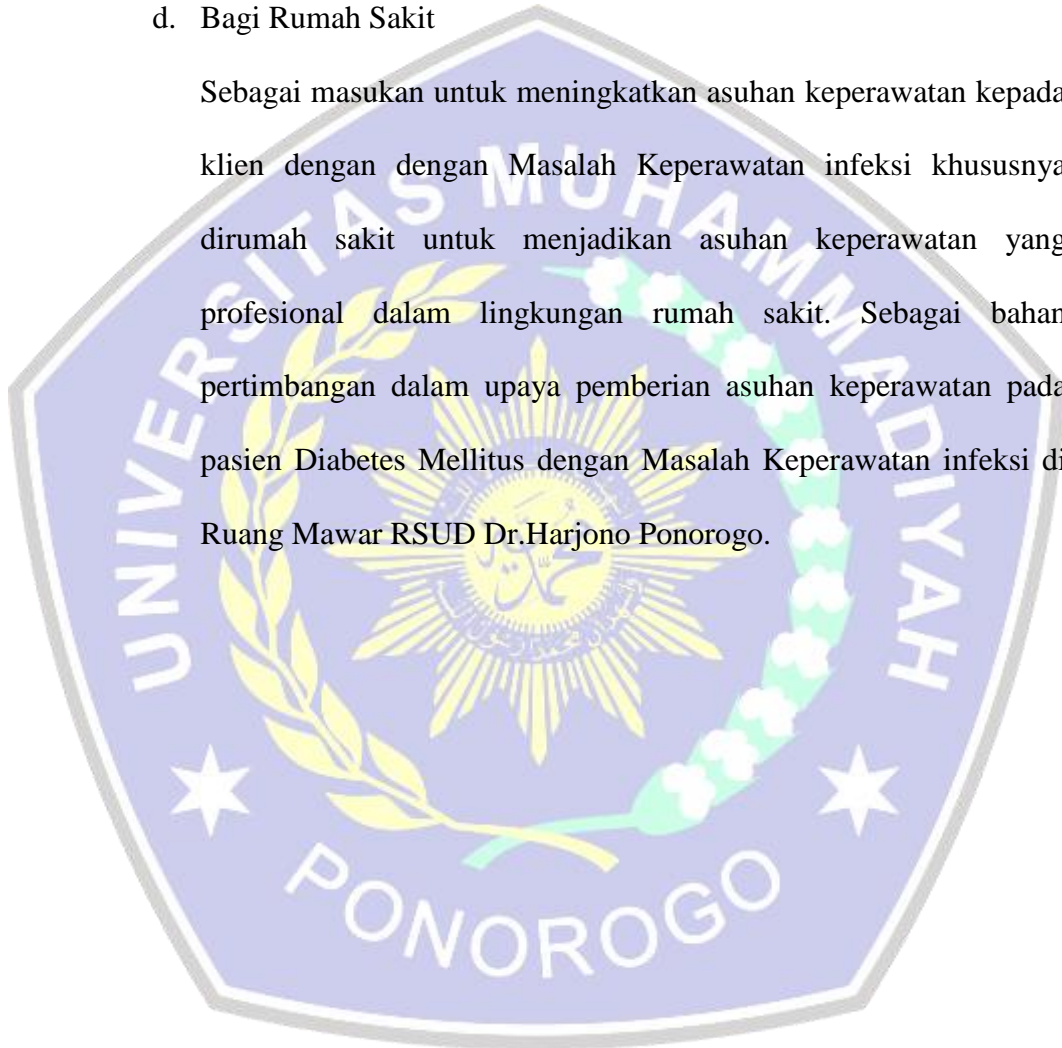 d. Bagi Rumah Sakit
Sebagai masukan untuk meningkatkan asuhan keperawatan kepada
klien dengan dengan Masalah Keperawatan infeksi khususnya
dirumah sakit untuk menjadikan asuhan keperawatan yang
profesional dalam lingkungan rumah sakit. Sebagai bahan
pertimbangan dalam upaya pemberian asuhan keperawatan pada
pasien Diabetes Mellitus dengan Masalah Keperawatan infeksi di
Ruang Mawar RSUD Dr.Harjono Ponorogo.
UNIVERSITAS MUHAMMADIYAH
PONOROGO
محمدية